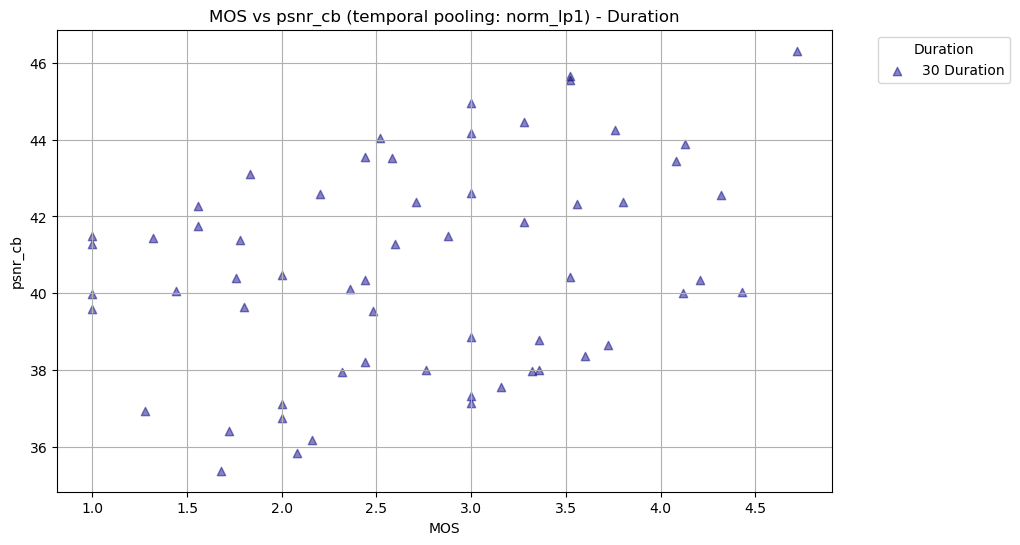 MOS vs psnr_cb (temporal pooling: norm_lp1) - Duration
Duration
30 Duration
psnr_cb
46
44
42
40
38
36
1.0 1.5 2.0 2.5 3.0 3.5 4.0 4.5
MOS